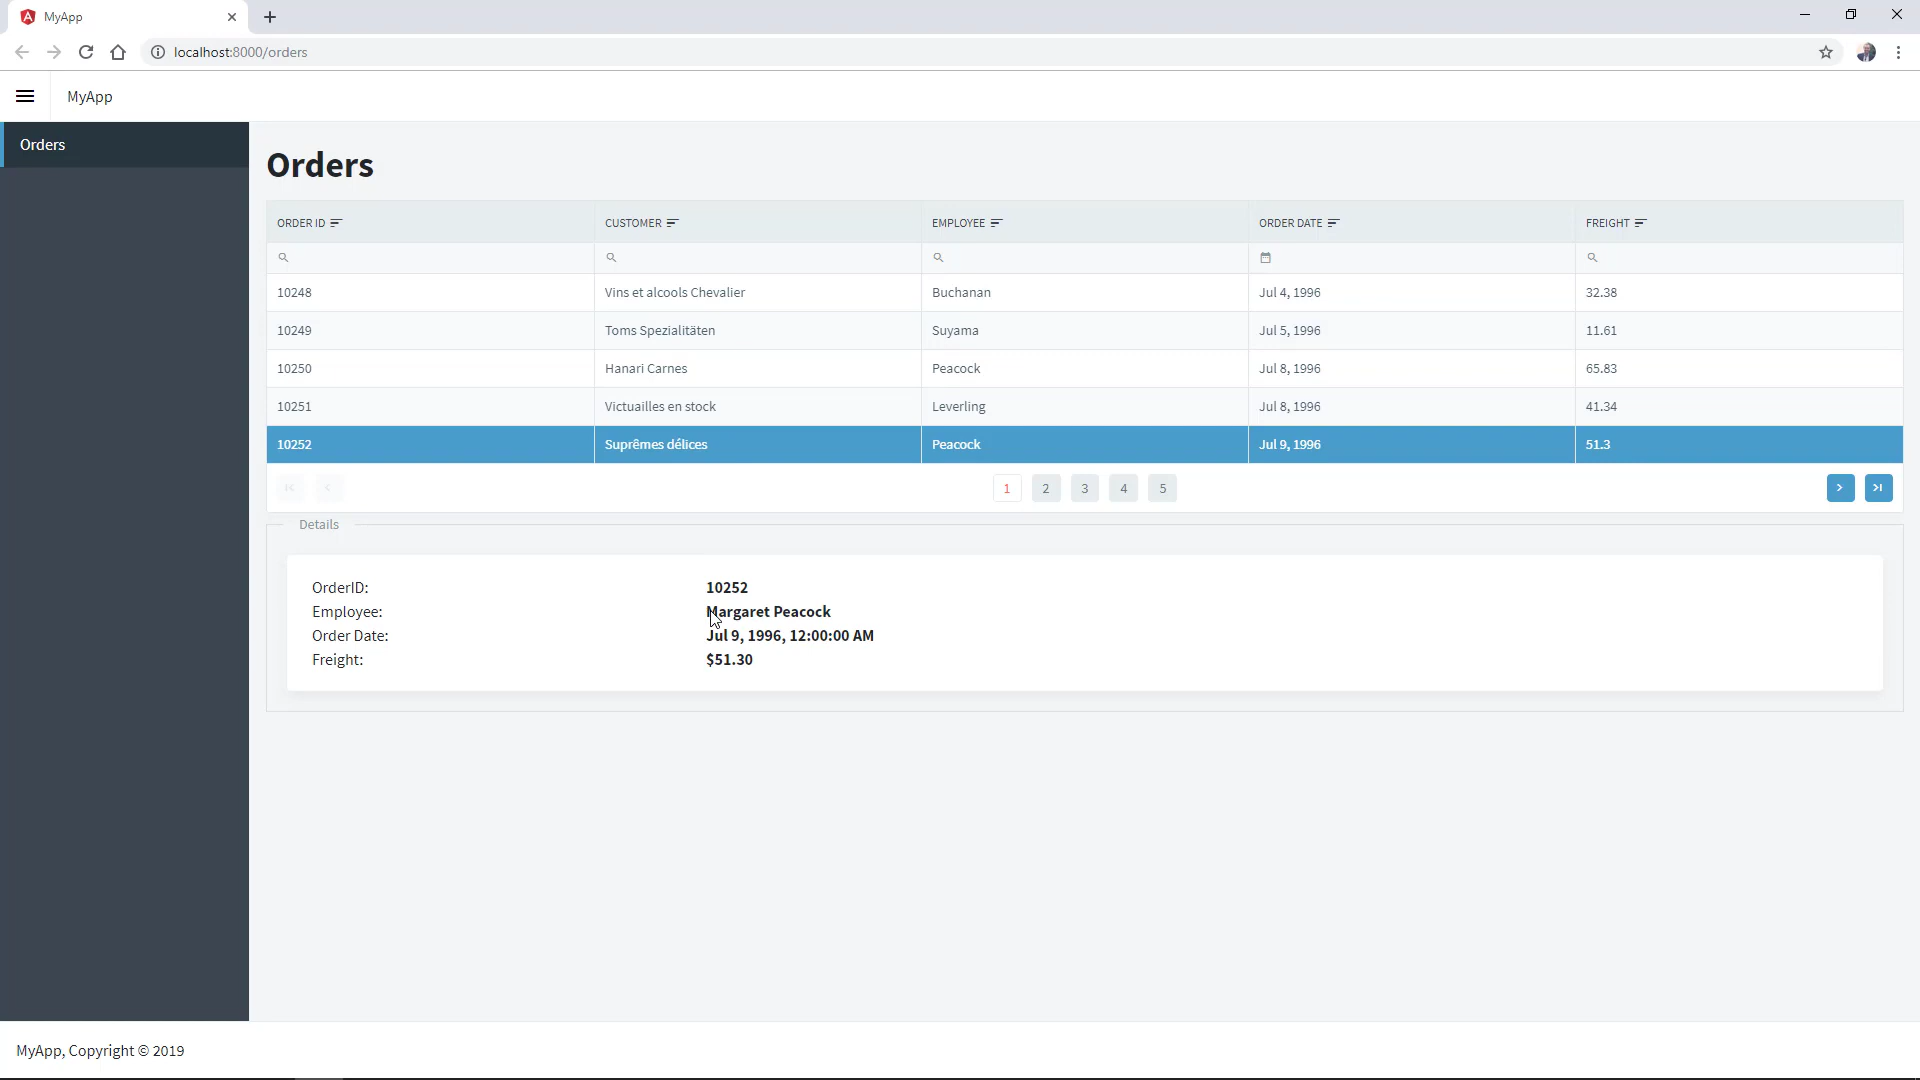 MyApp
localhost:8000/orders
MyApp
Orders
Orders
ORDER ID CUSTOMER EMPLOYEE ORDER DATE FREIGHT
10248 Vins et alcools Chevalier Buchanan Jul 4, 1996 32.38
10249 Toms Spezialitäten Suyama Jul 5, 1996 11.61
10250 Hanari Carnes Peacock Jul 8, 1996 65.83
10251 Victuailles en stock Leverling Jul 8, 1996 41.34
10252 Suprêmes délices Peacock Jul 9, 1996 51.3
1 2 3 4 5
Details
OrderID: 10252
Employee: Margaret Peacock
Order Date: Jul 9, 1996, 12:00:00 AM
Freight: $51.30
MyApp, Copyright © 2019